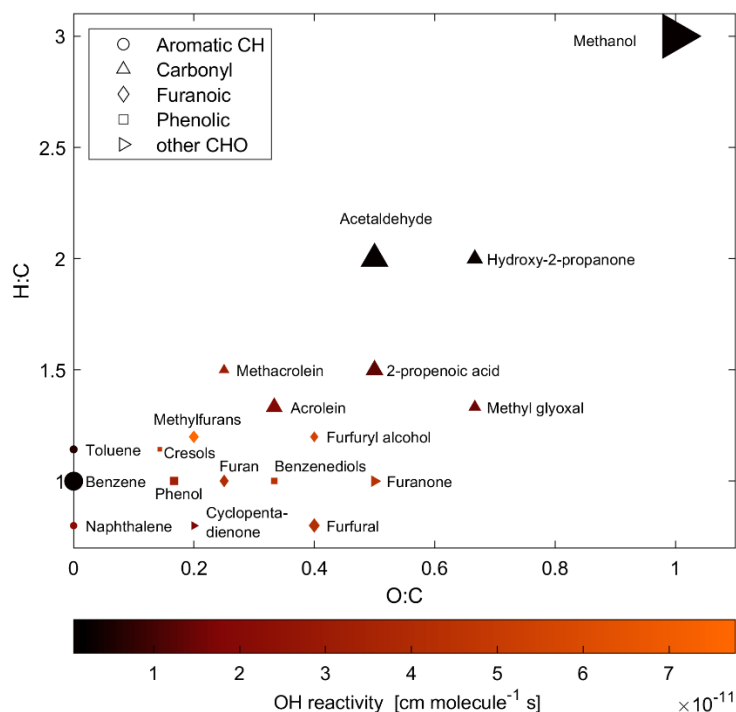 3
Aromatic CH
Carbonyl
Furanoic
Phenolic
other CHO
Methanol
2.5
Acetaldehyde
2
Hydroxy-2-propanone
H:C
1.5
Methacrolein
2-propenoic acid
Acrolein
Methyl glyoxal
Methylfurans
Furfuryl alcohol
Toluene
Cresols
Furan
Benzenediols
1
Benzene
Phenol
Furanone
Naphthalene
Cyclopenta-
dienone
Furfural
0 0.2 0.4 0.6 0.8 1
O:C
1 2 3 4 5 6 7
OH reactivity [cm molecule⁻¹ s] ×10⁻¹¹